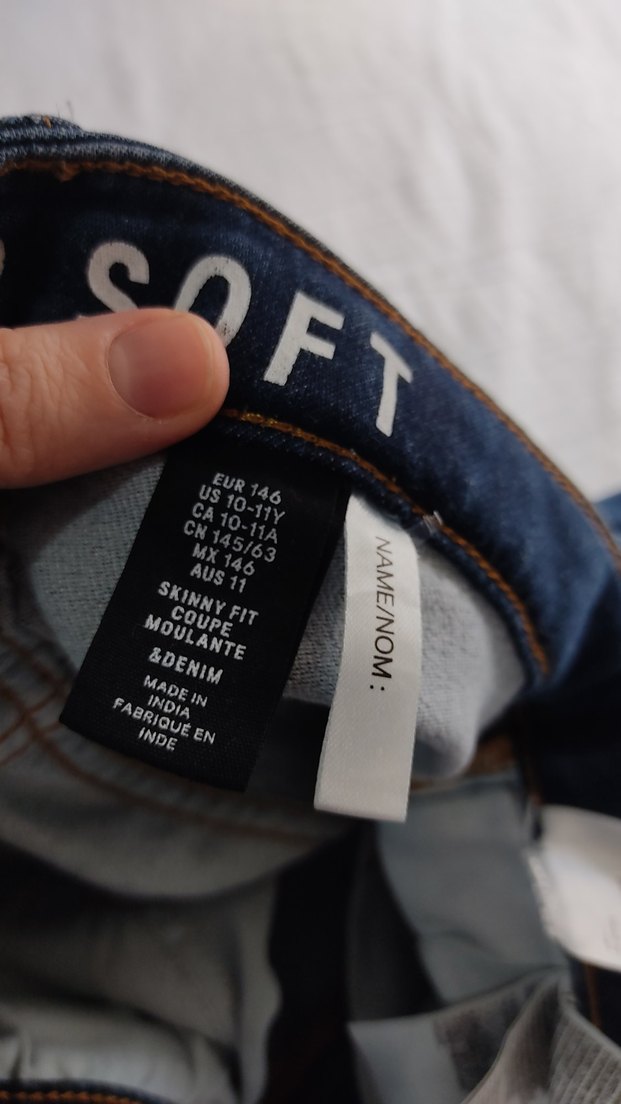 SOFT
EUR 146
US 10-11Y
CA 10-11A
CN 145/63
MX 146
AUS 11
SKINNY FIT
COUPE
MOULANTE
&DENIM
MADE IN
INDIA
FABRIQUÉ EN
INDE
NAME/NOM :